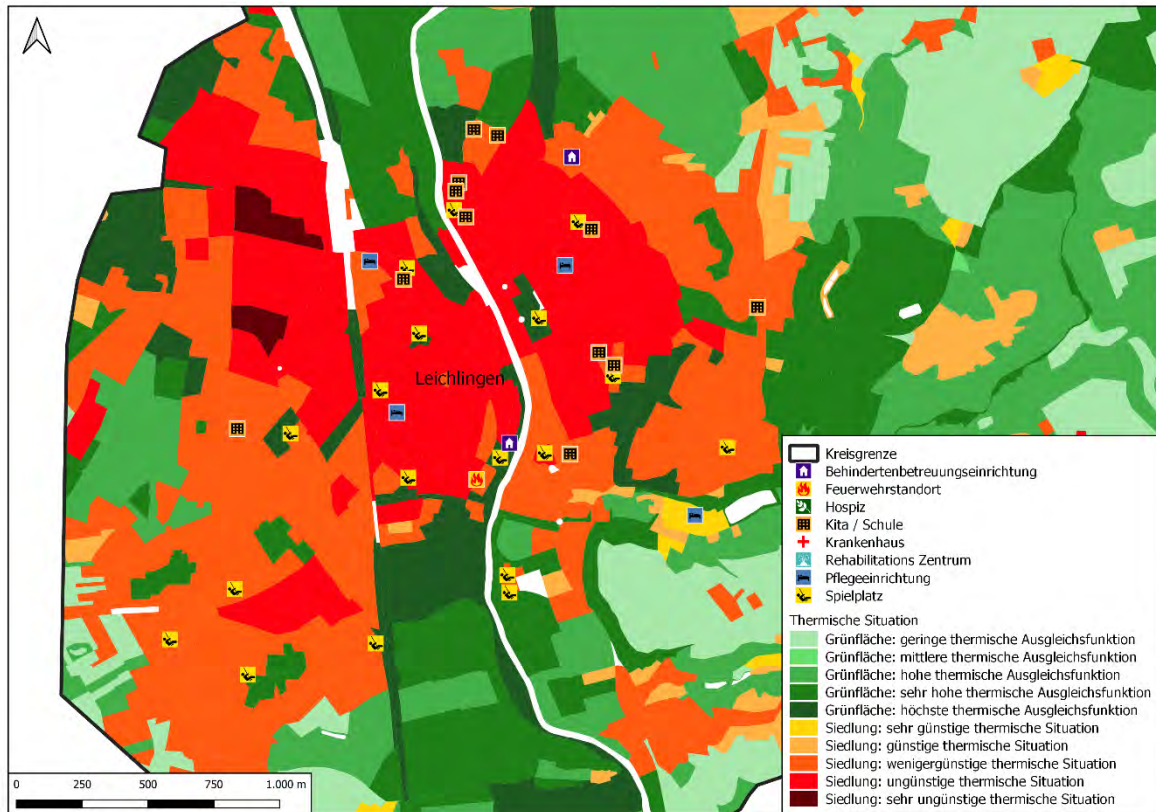 Leichlingen
Kreisgrenze
Behindertenbetreuungseinrichtung
Feuerwehrstandort
Hospiz
Kita / Schule
Krankenhaus
Rehabilitations Zentrum
Pflegeeinrichtung
Spielplatz
Thermische Situation
Grünfläche: geringe thermische Ausgleichsfunktion
Grünfläche: mittlere thermische Ausgleichsfunktion
Grünfläche: hohe thermische Ausgleichsfunktion
Grünfläche: sehr hohe thermische Ausgleichsfunktion
Grünfläche: höchste thermische Ausgleichsfunktion
Siedlung: sehr günstige thermische Situation
Siedlung: günstige thermische Situation
Siedlung: wenigergünstige thermische Situation
Siedlung: ungünstige thermische Situation
Siedlung: sehr ungünstige thermische Situation
0 250 500 750 1.000 m